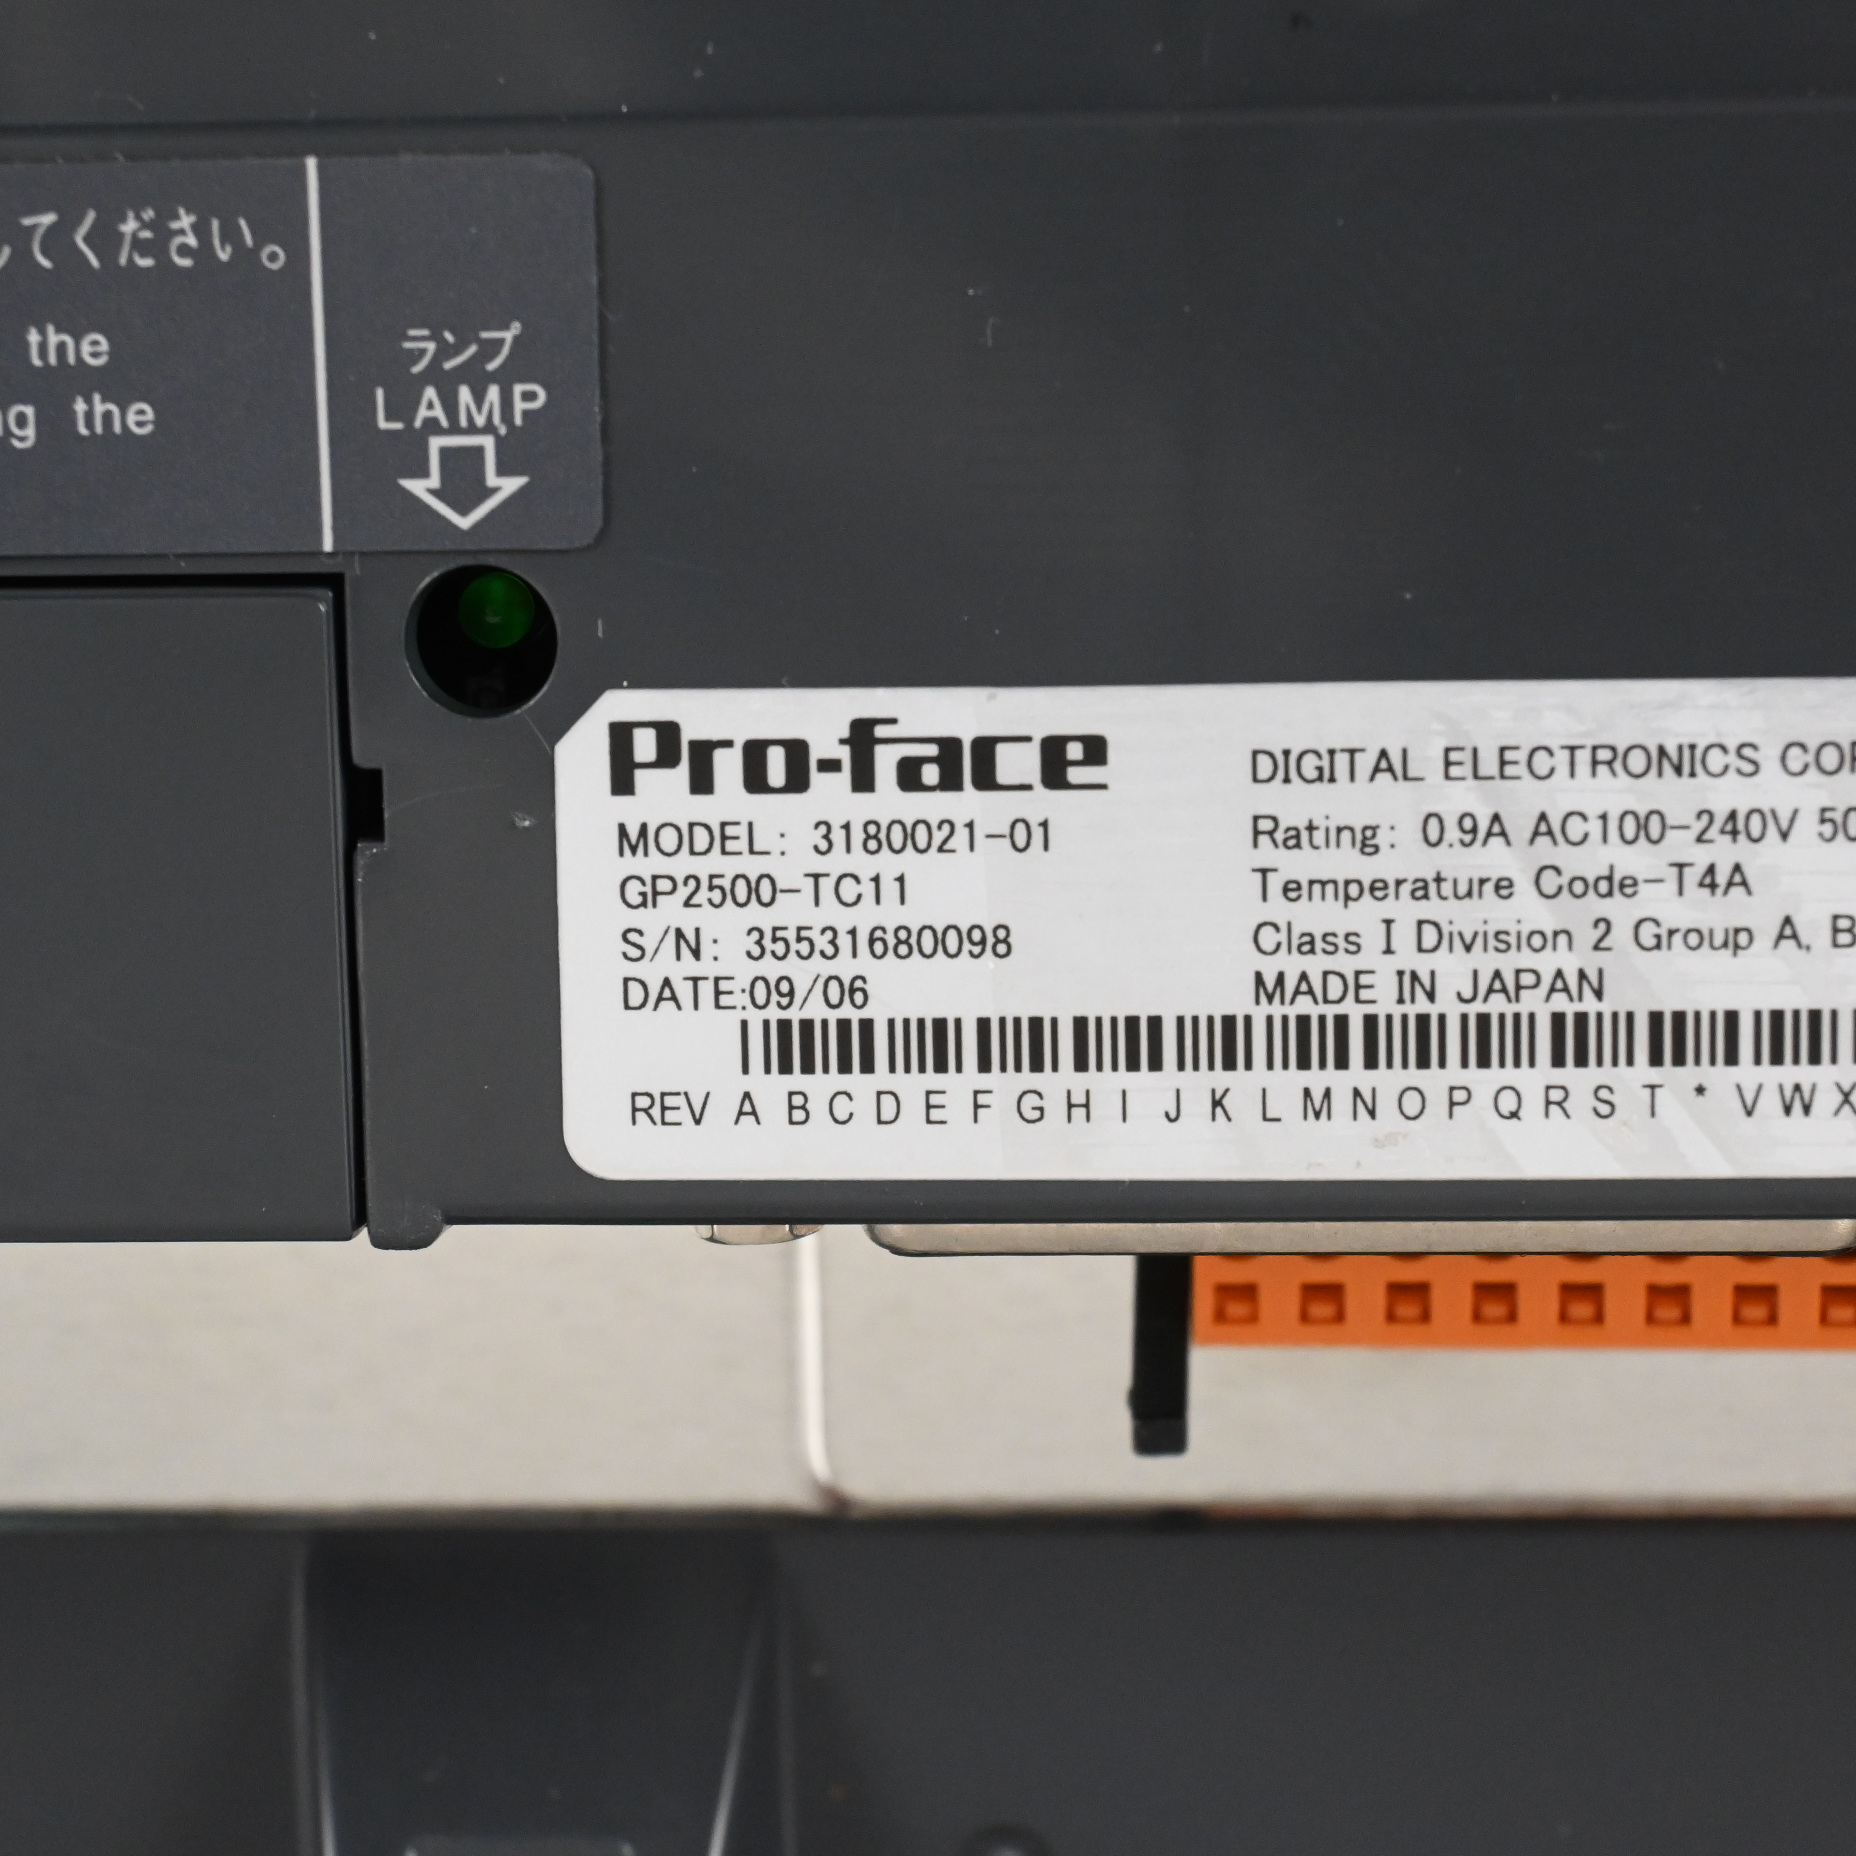 てください。
the
the
ランプ
LAMP
Pro-face
MODEL: 3180021-01
GP2500-TC11
S/N: 35531680098
DATE:09/06
DIGITAL ELECTRONICS
Rating: 0.9A AC100-240V 50
Temperature Code-T4A
Class I Division 2 Group A, B
MADE IN JAPAN
REV A B C D E F G H I J K L M N O P Q R S T * V W X